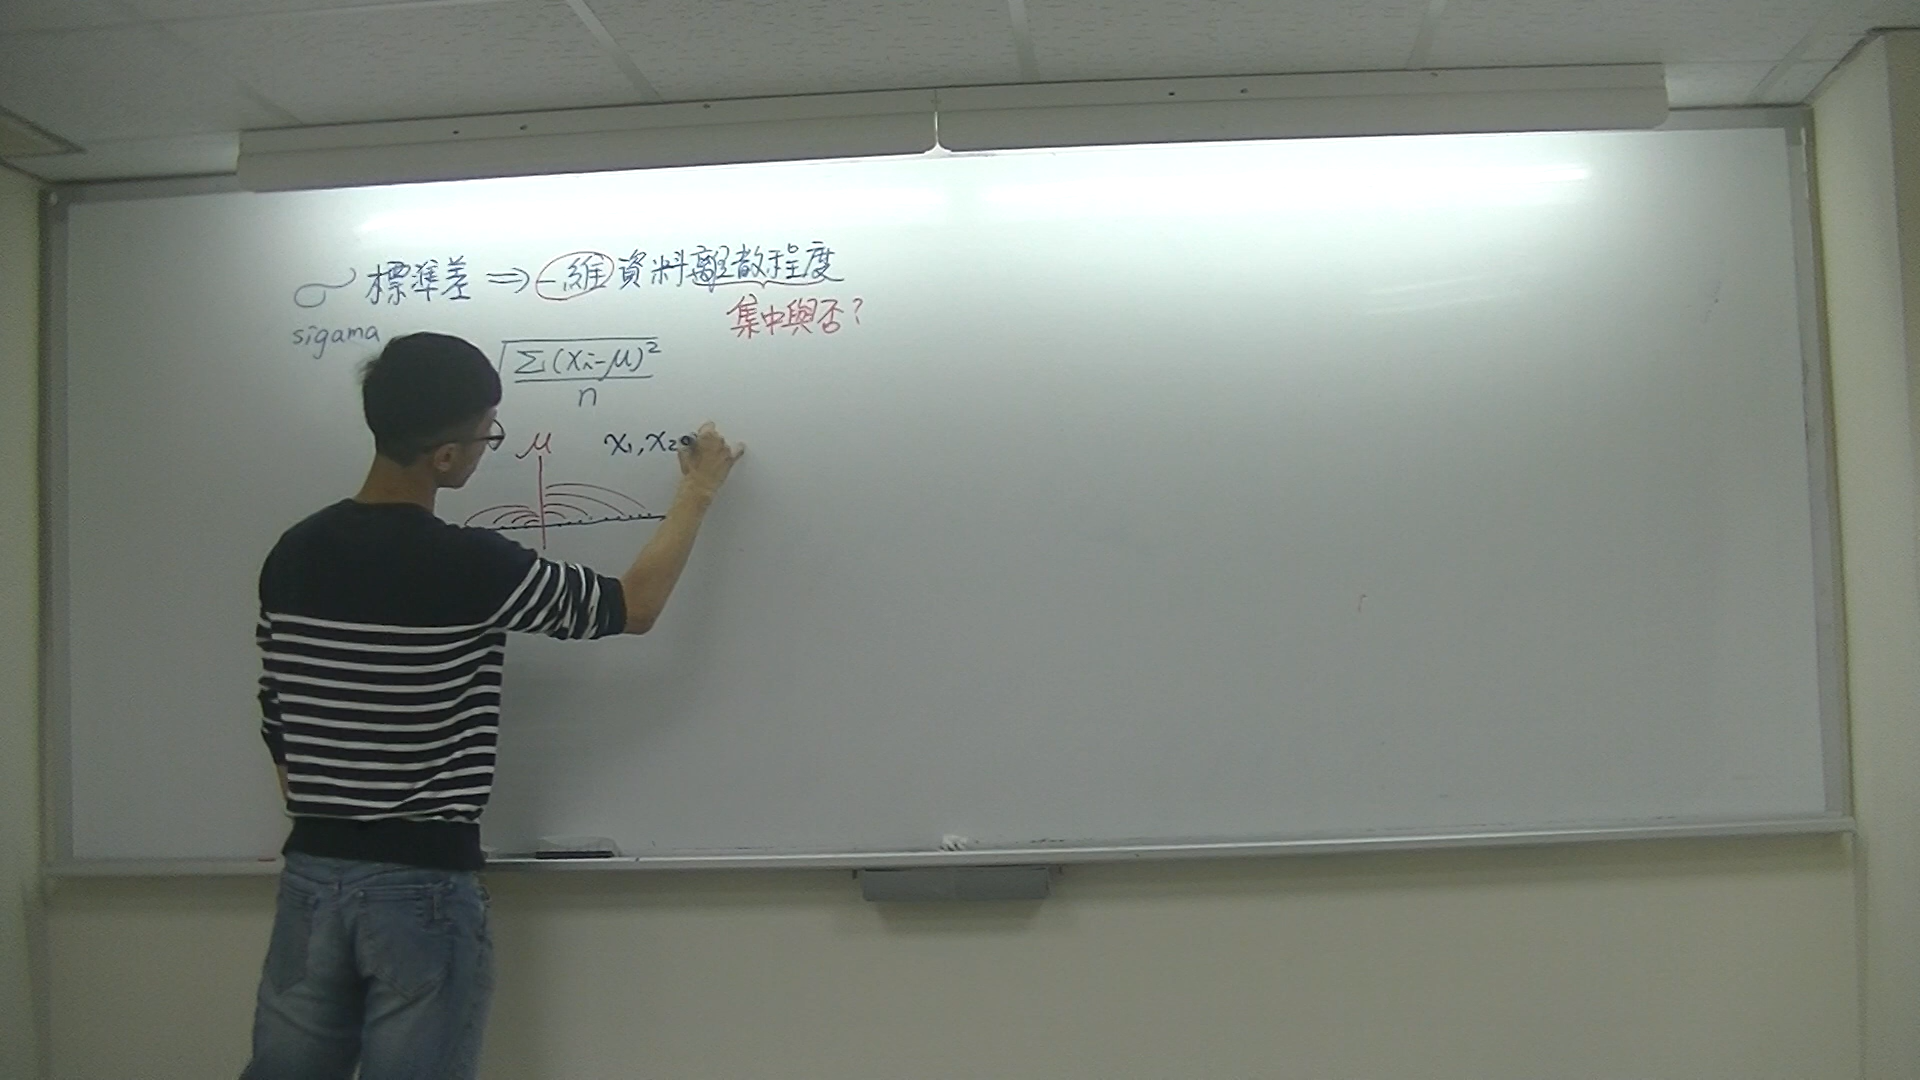 σ 標準差 ⇒ 一維資料離散程度
集中與否?
sigama
√(Σ(xi-μ)²/n)
μ x₁, x₂